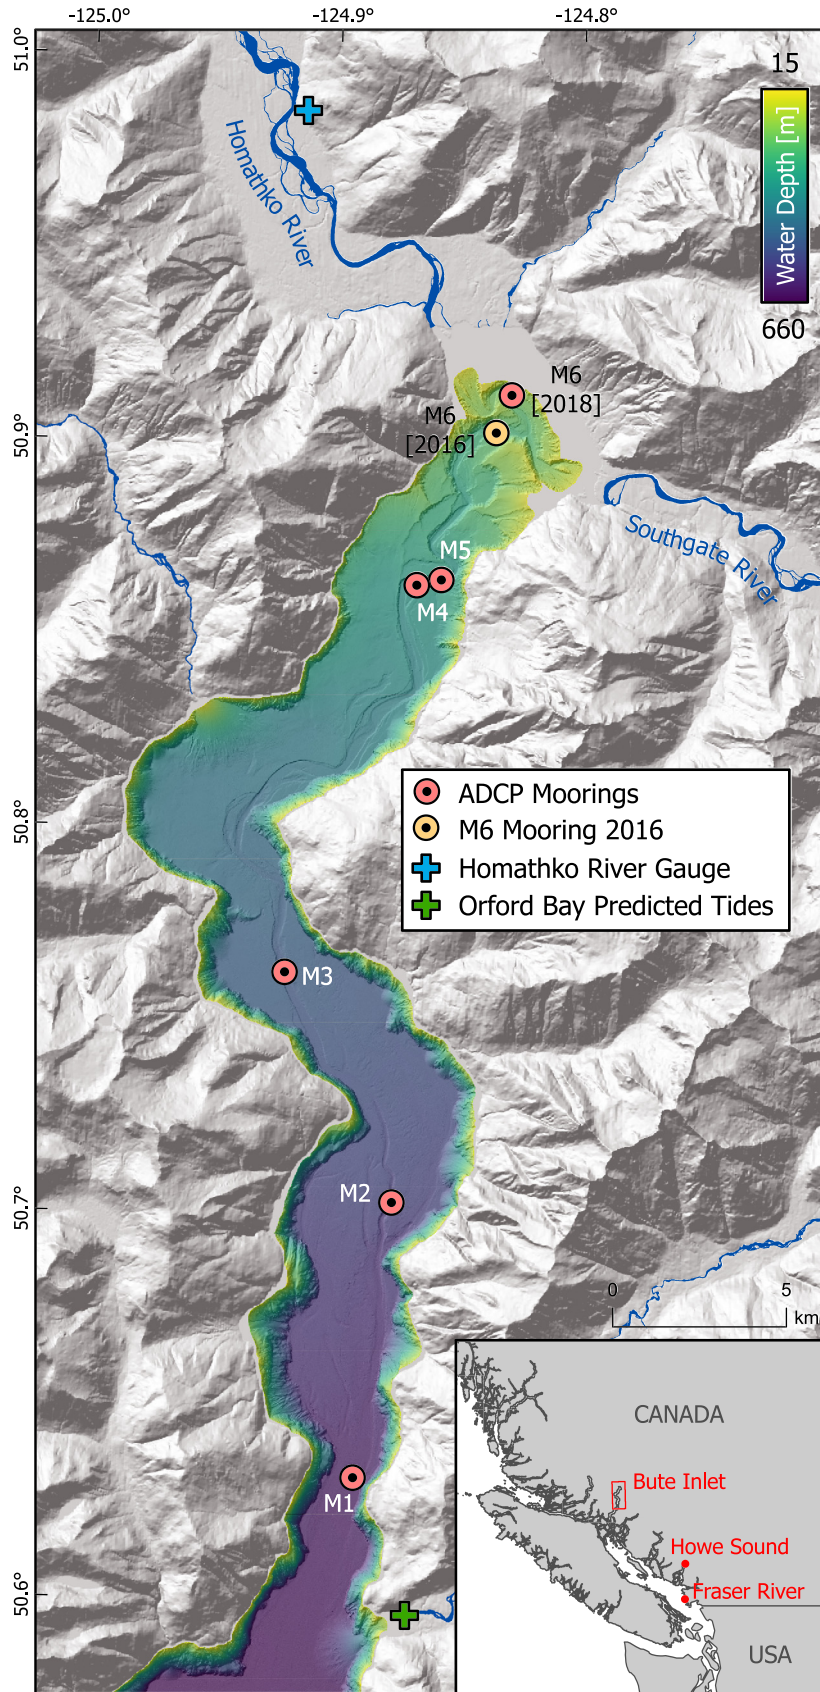 -125.0°
-124.9°
-124.8°
51.0°
15
Water Depth [m]
660
Homathko River
M6
[2018]
M6
[2016]
50.9°
Southgate River
M5
M4
ADCP Moorings
M6 Mooring 2016
Homathko River Gauge
Orford Bay Predicted Tides
50.8°
M3
50.7°
M2
0
5
km
M1
50.6°
CANADA
Bute Inlet
Howe Sound
Fraser River
USA